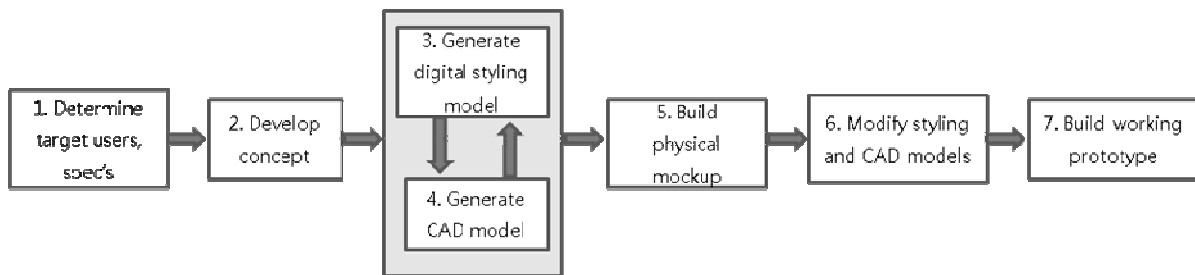 1. Determine
target users,
spec's
2. Develop
concept
3. Generate
digital styling
model
4. Generate
CAD model
5. Build
physical
mockup
6. Modify styling
and CAD models
7. Build working
prototype